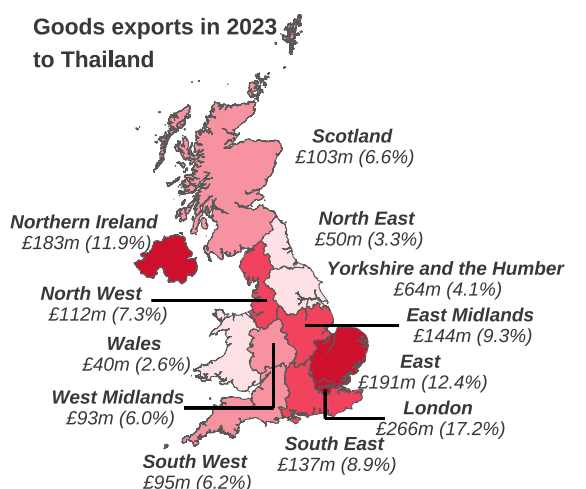 Goods exports in 2023
to Thailand
Scotland
£103m (6.6%)
Northern Ireland
£183m (11.9%)
North East
£50m (3.3%)
Yorkshire and the Humber
£64m (4.1%)
North West
£112m (7.3%)
East Midlands
£144m (9.3%)
Wales
£40m (2.6%)
East
£191m (12.4%)
West Midlands
£93m (6.0%)
London
£266m (17.2%)
South East
£137m (8.9%)
South West
£95m (6.2%)